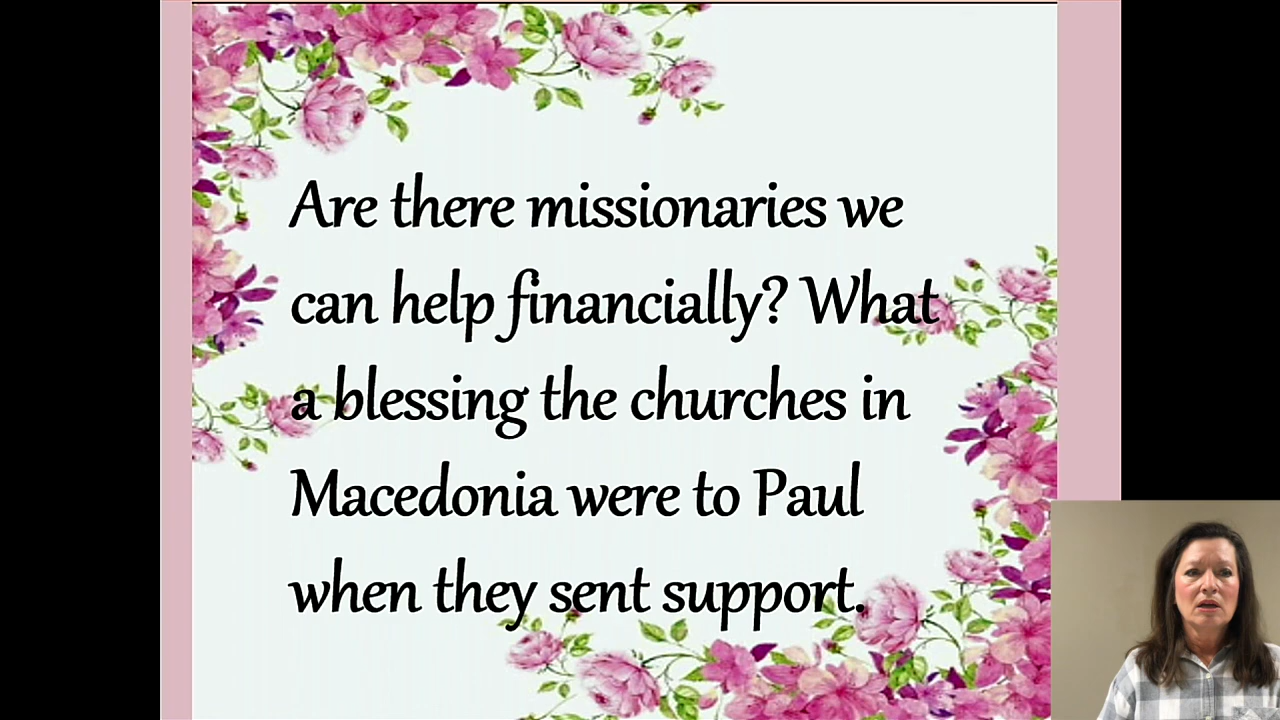 Are there missionaries we
can help financially? What
a blessing the churches in
Macedonia were to Paul
when they sent support.